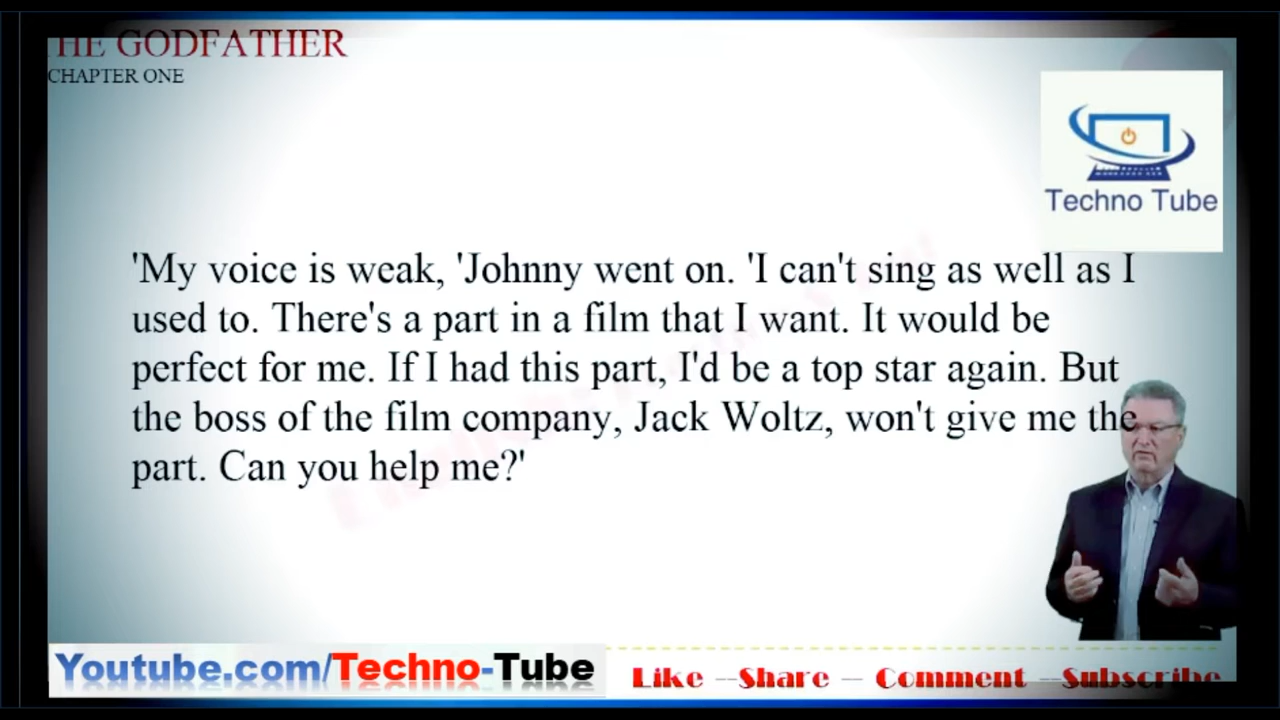 THE GODFATHER
CHAPTER ONE
Techno Tube
'My voice is weak, 'Johnny went on. 'I can't sing as well as I
used to. There's a part in a film that I want. It would be
perfect for me. If I had this part, I'd be a top star again. But
the boss of the film company, Jack Woltz, won't give me the
part. Can you help me?'
Youtube.com/Techno-Tube
Like --Share -- Comment --Subscribe